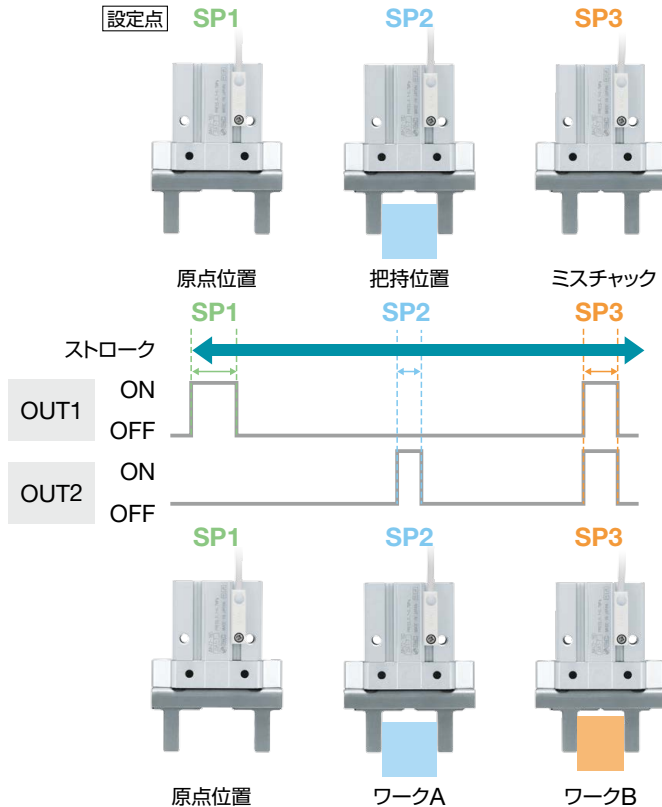 設定点 SP1 SP2 SP3
原点位置 把持位置 ミスチャック
SP1 SP2 SP3
ストローク
OUT1 ON
OFF
OUT2 ON
OFF
SP1 SP2 SP3
原点位置 ワークA ワークB